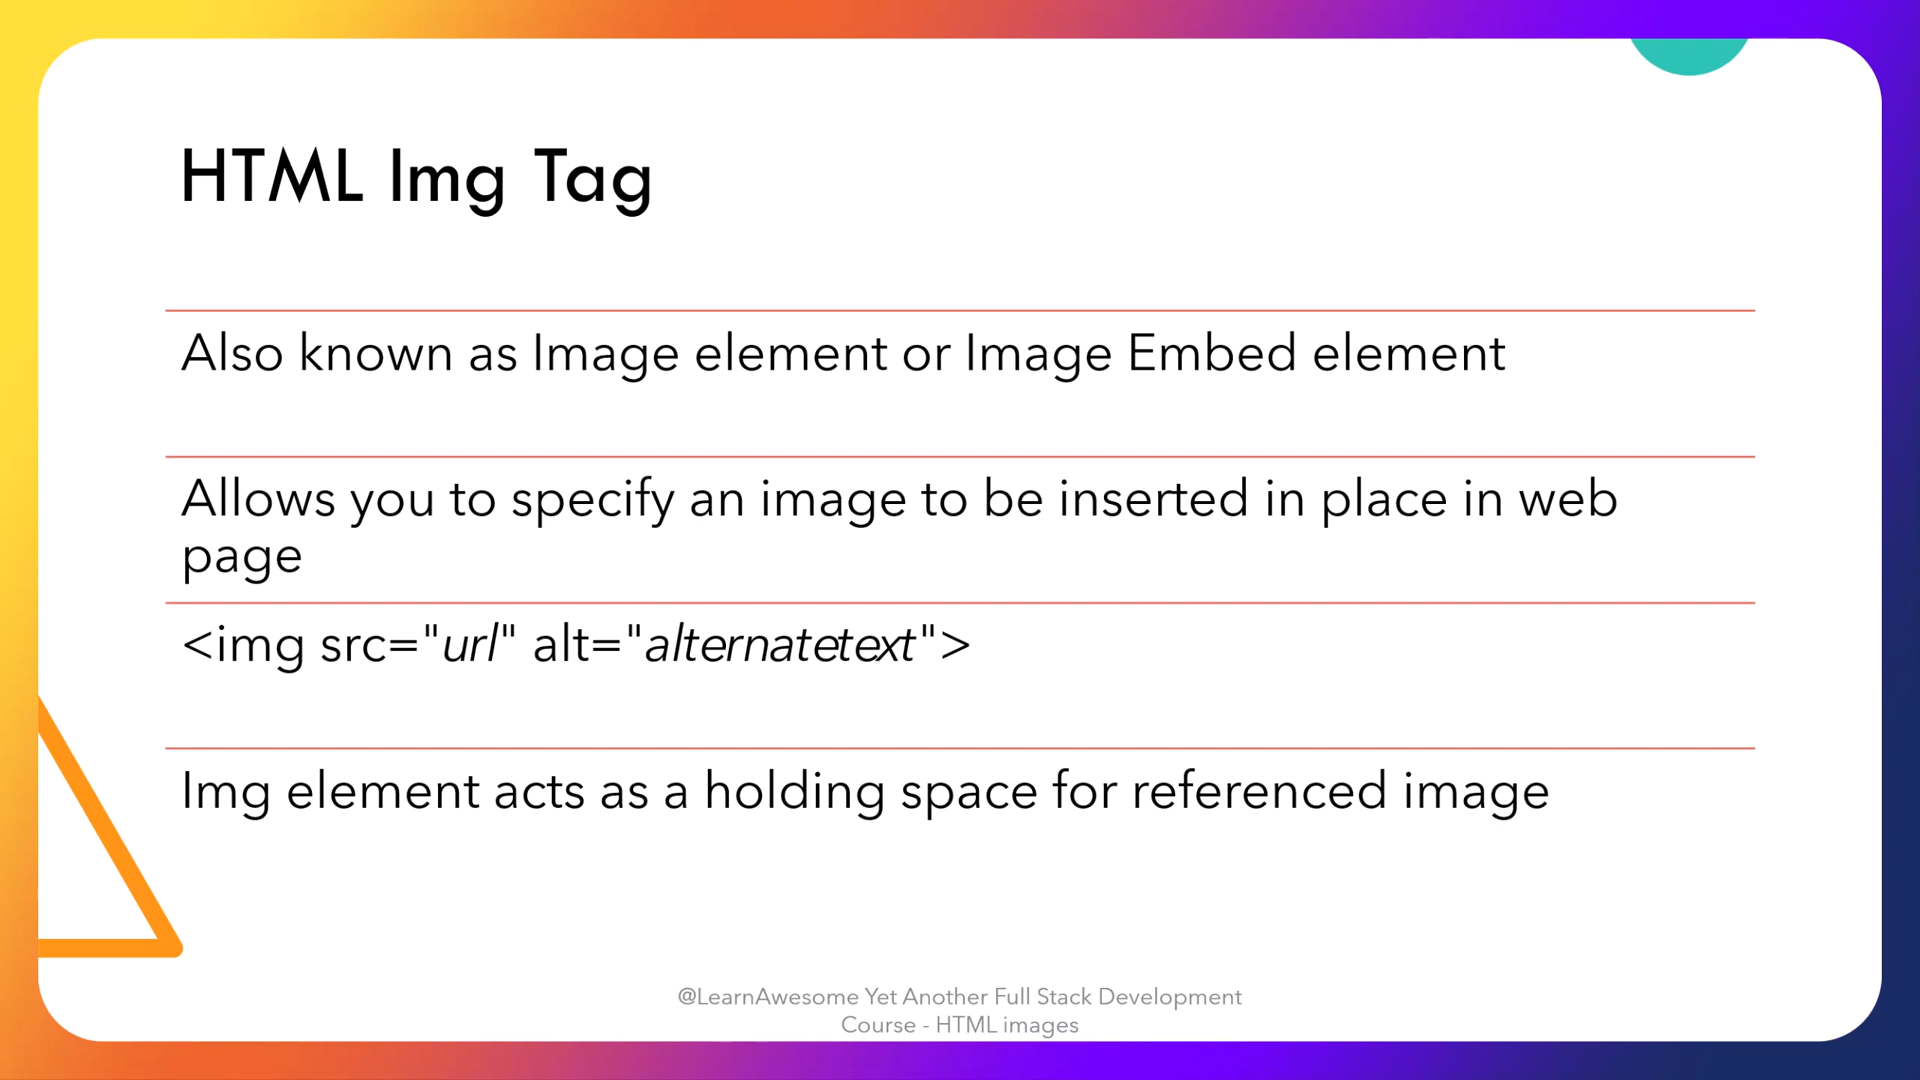 HTML Img Tag
Also known as Image element or Image Embed element
Allows you to specify an image to be inserted in place in web
page
<img src="url" alt="alternatetext">
Img element acts as a holding space for referenced image
@LearnAwesome Yet Another Full Stack Development
Course - HTML images